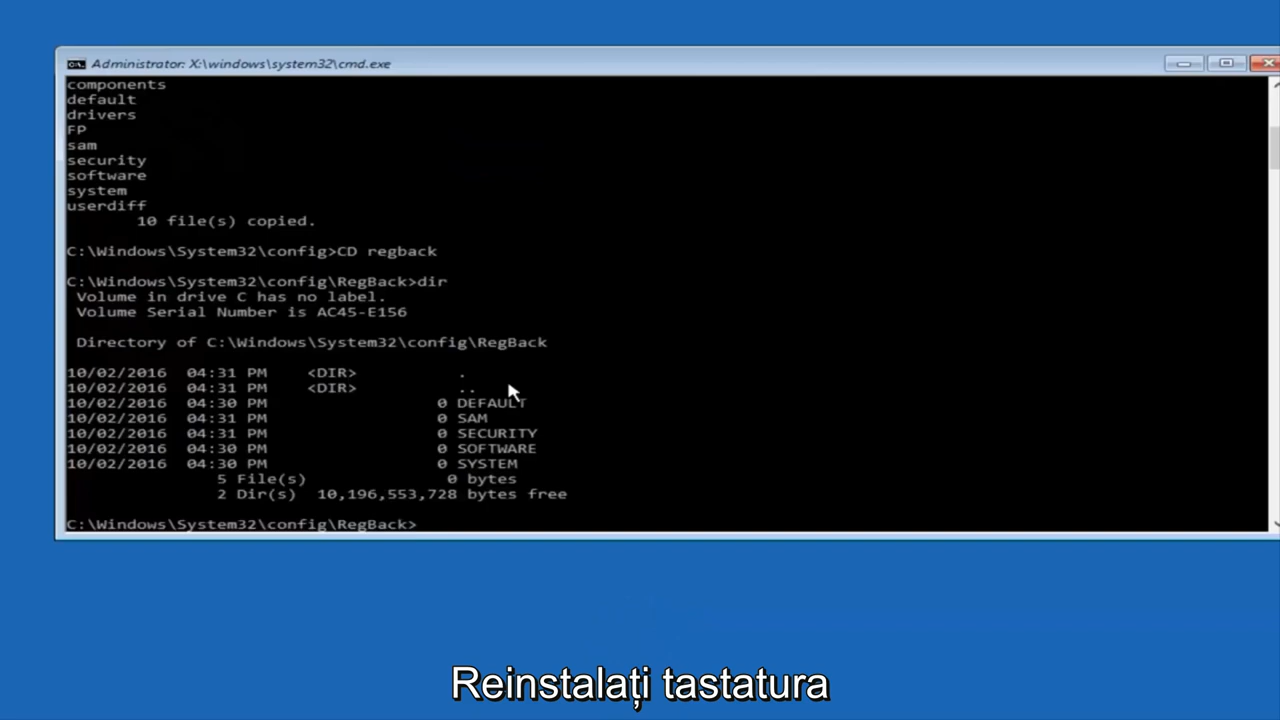 Administrator: X:\windows\system32\cmd.exe
components
default
drivers
FP
sam
security
software
system
userdiff
10 file(s) copied.
C:\Windows\System32\config>CD regback
C:\Windows\System32\config\RegBack>dir
Volume in drive C has no label.
Volume Serial Number is AC45-E156
Directory of C:\Windows\System32\config\RegBack
10/02/2016 04:31 PM <DIR> .
10/02/2016 04:31 PM <DIR> ..
10/02/2016 04:30 PM 0 DEFAULT
10/02/2016 04:31 PM 0 SAM
10/02/2016 04:31 PM 0 SECURITY
10/02/2016 04:30 PM 0 SOFTWARE
10/02/2016 04:30 PM 0 SYSTEM
5 File(s) 0 bytes
2 Dir(s) 10,196,553,728 bytes free
C:\Windows\System32\config\RegBack>
Reinstalați tastatura